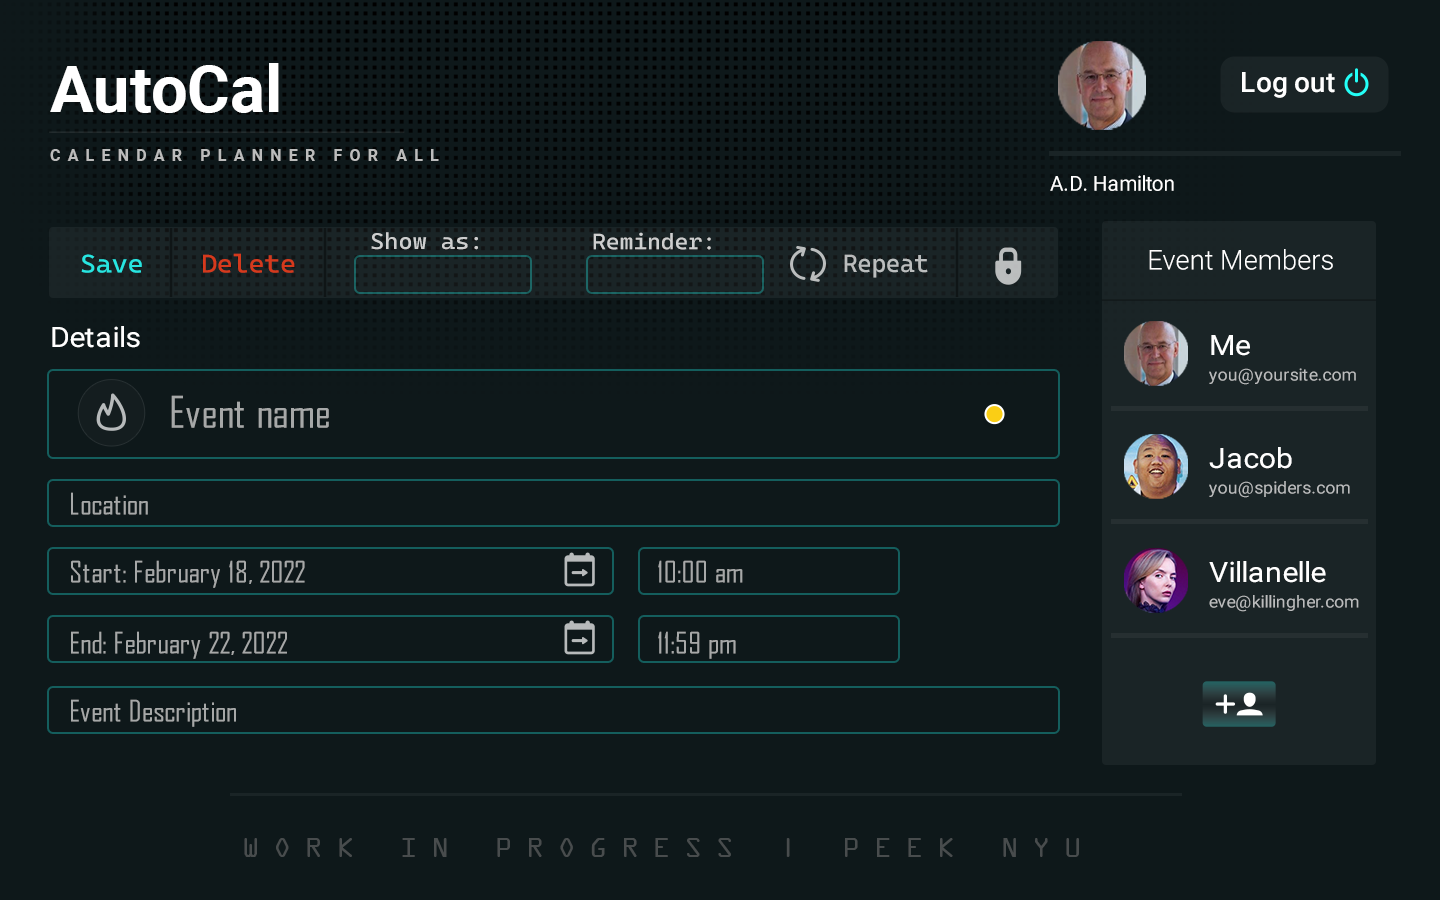 AutoCal
CALENDAR PLANNER FOR ALL
Log out
A.D. Hamilton
Save
Delete
Show as:
Reminder:
Repeat
Details
Event name
Location
Start: February 18, 2022
10:00 am
End: February 22, 2022
11:59 pm
Event Description
Event Members
Me
you@yoursite.com
Jacob
you@spiders.com
Villanelle
eve@killingher.com
WORK IN PROGRESS | PEEK NYU